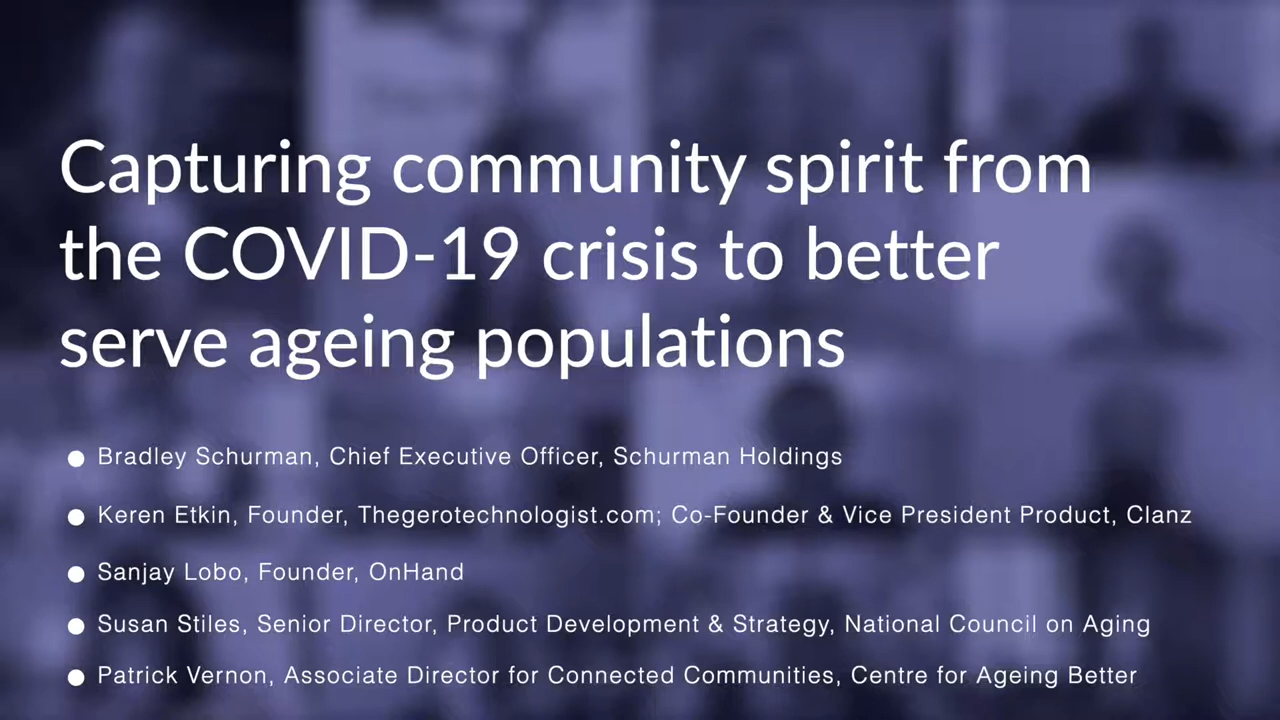 Capturing community spirit from
the COVID-19 crisis to better
serve ageing populations
● Bradley Schurman, Chief Executive Officer, Schurman Holdings
● Keren Etkin, Founder, Thegerotechnologist.com; Co-Founder & Vice President Product, Clanz
● Sanjay Lobo, Founder, OnHand
● Susan Stiles, Senior Director, Product Development & Strategy, National Council on Aging
● Patrick Vernon, Associate Director for Connected Communities, Centre for Ageing Better